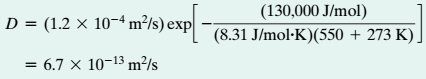 D = (1.2 × 10⁻⁴ m²/s) exp[−(130,000 J/mol)/(8.31 J/mol·K)(550 + 273 K)]
= 6.7 × 10⁻¹³ m²/s